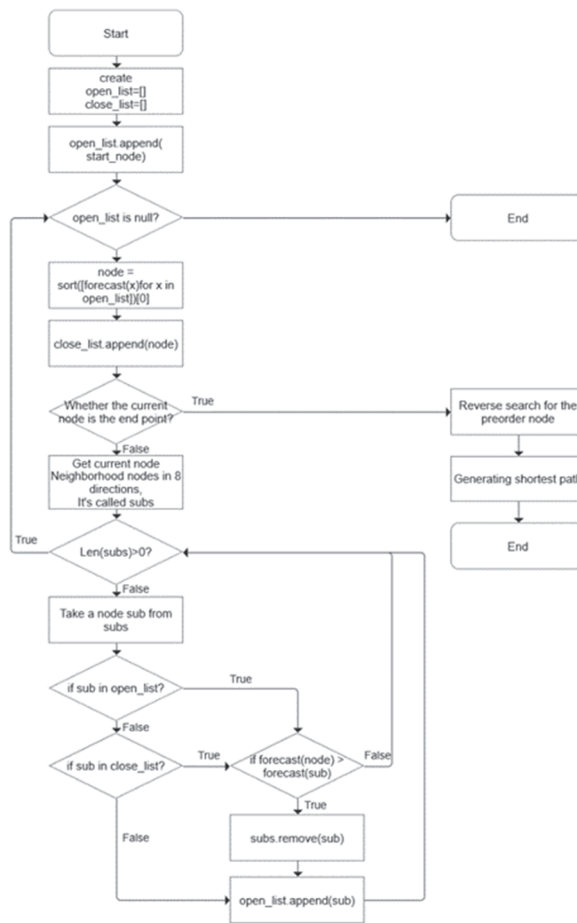 Start
create
open_list=[]
close_list=[]
open_list.append(
start_node)
open_list is null?
End
node =
sort([forecast(x)for x in
open_list])[0]
close_list.append(node)
Whether the current
node is the end point?
True
Reverse search for the
preorder node
False
Get current node
Neighborhood nodes in 8
directions,
It's called subs
Generating shortest path
True
Len(subs)>0?
End
False
Take a node sub from
subs
if sub in open_list?
True
False
if sub in close_list?
True
if forecast(node) >
forecast(sub)
False
True
False
subs.remove(sub)
open_list.append(sub)